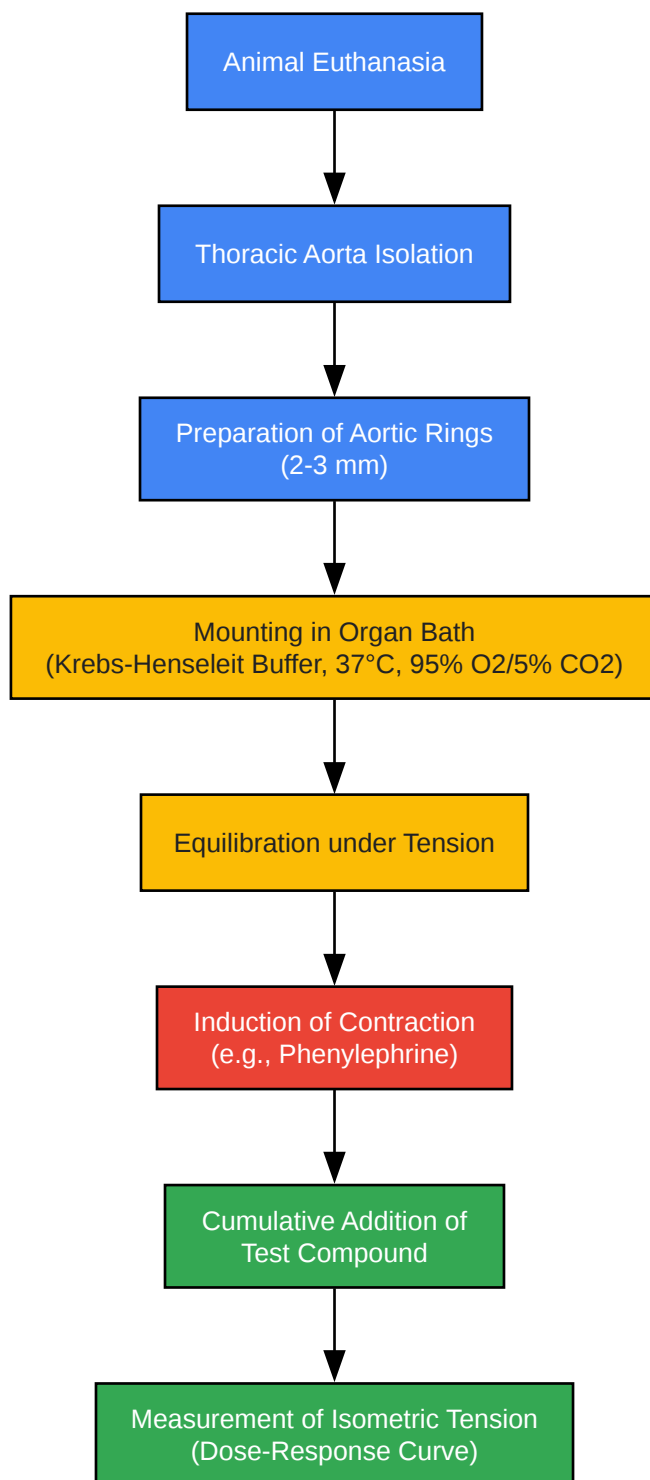 Animal Euthanasia
Thoracic Aorta Isolation
Preparation of Aortic Rings
(2-3 mm)
Mounting in Organ Bath
(Krebs-Henseleit Buffer, 37°C, 95% O2/5% CO2)
Equilibration under Tension
Induction of Contraction
(e.g., Phenylephrine)
Cumulative Addition of
Test Compound
Measurement of Isometric Tension
(Dose-Response Curve)